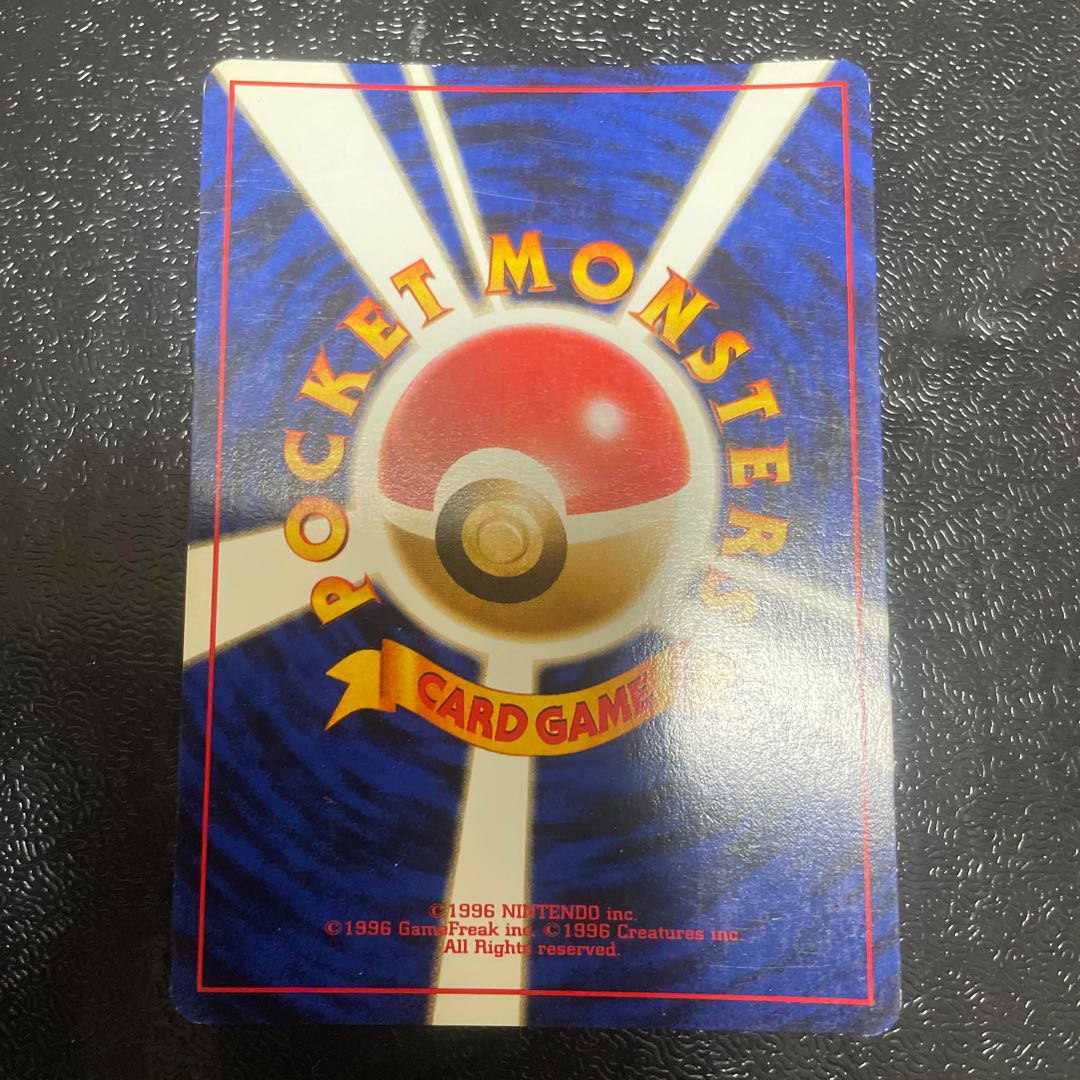 POCKET MONSTERS
CARD GAME
©1996 NINTENDO inc.
©1996 GameFreak inc. ©1996 Creatures inc.
All Rights reserved.